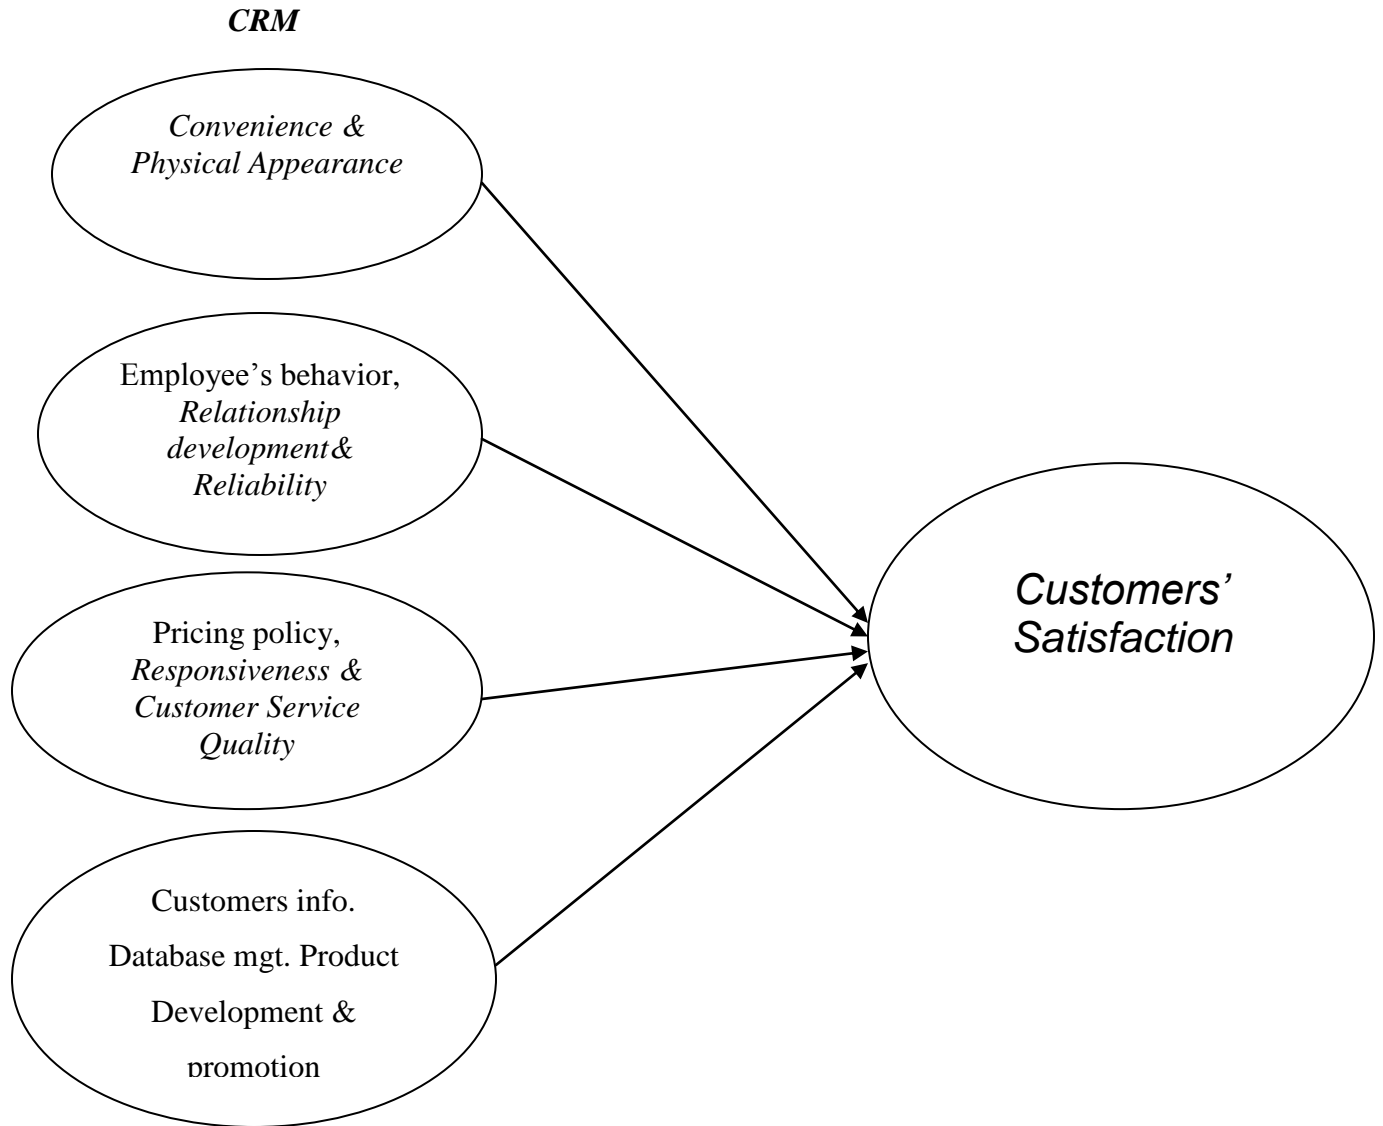 CRM
Convenience &
Physical Appearance
Employee’s behavior,
Relationship
development&
Reliability
Pricing policy,
Responsiveness &
Customer Service
Quality
Customers info.
Database mgt. Product
Development &
promotion
Customers’
Satisfaction